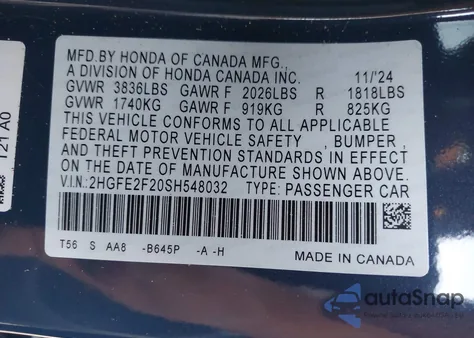 MFD.BY HONDA OF CANADA MFG.,
A DIVISION OF HONDA CANADA INC. 11/'24
GVWR 3836LBS GAWR F 2026LBS R 1818LBS
GVWR 1740KG GAWR F 919KG R 825KG
THIS VEHICLE CONFORMS TO ALL APPLICABLE
FEDERAL MOTOR VEHICLE SAFETY , BUMPER,
AND THEFT PREVENTION STANDARDS IN EFFECT
ON THE DATE OF MANUFACTURE SHOWN ABOVE.
V.I.N.:2HGFE2F20SH548032 TYPE: PASSENGER CAR
T56 S AA8 -B645P -A -H
MADE IN CANADA
121 A0
autoSnap